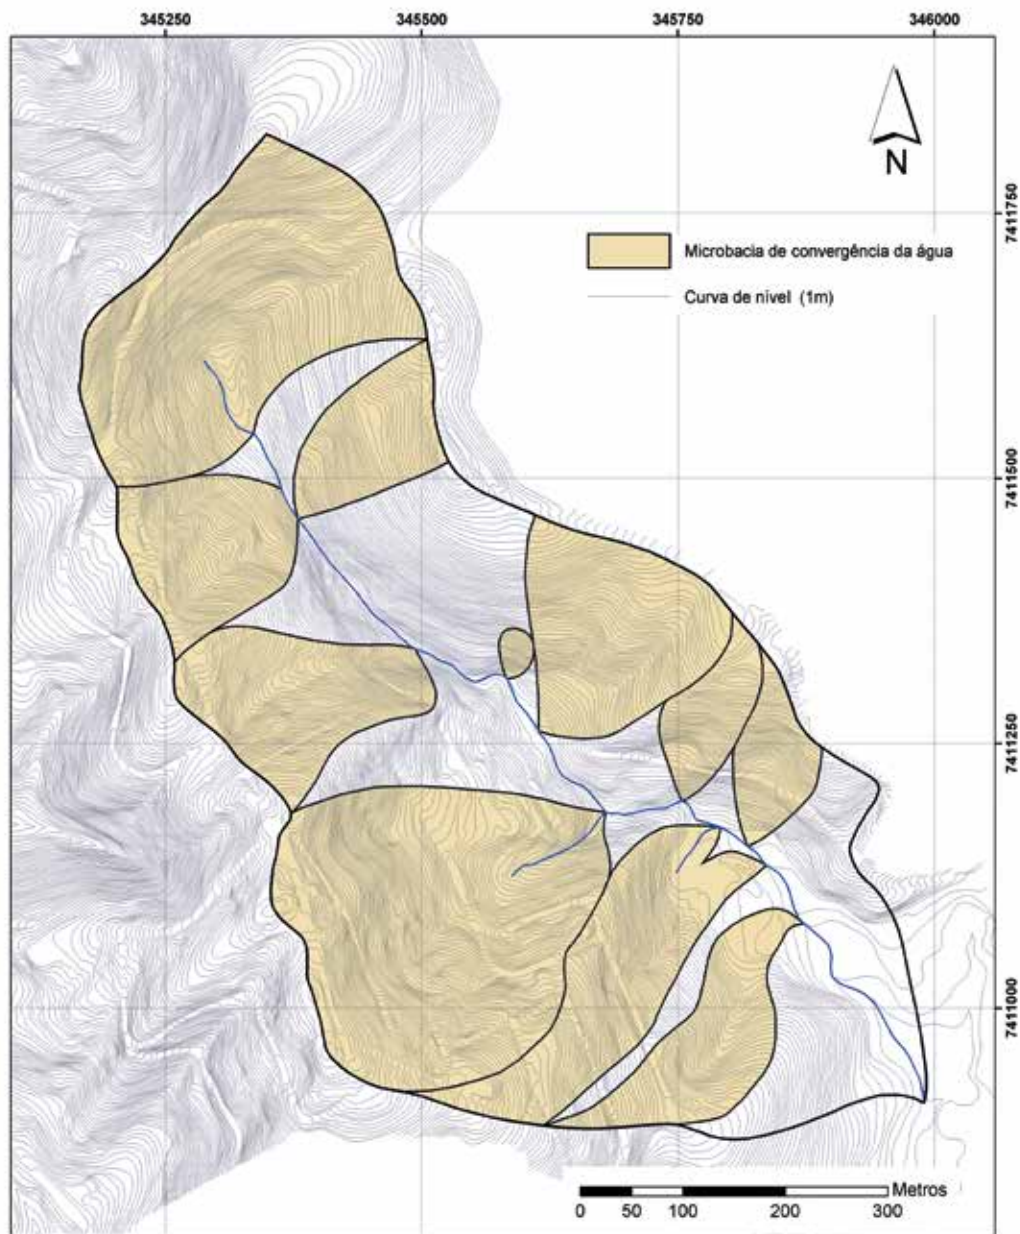 345250 345500 345750 346000
N
7411750
Microbacia de convergência da água
Curva de nível (1m)
7411500
7411250
7411000
Metros
0 50 100 200 300